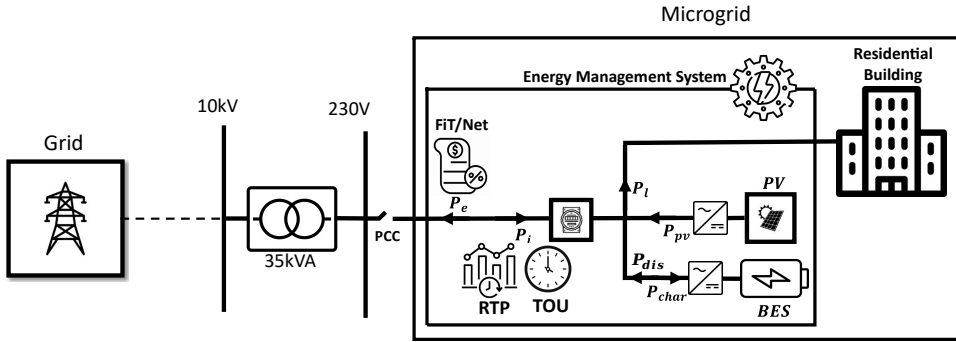 Microgrid
Residential
Building
Energy Management System
10kV
230V
FiT/Net
$
%
Grid
P_l
PV
P_e
PCC
P_i
P_pv
35kVA
P_dis
P_char
RTP
TOU
BES